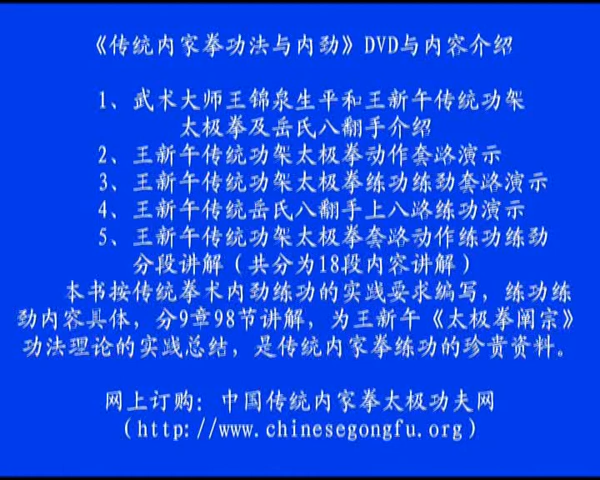 《传统内家拳功法与内劲》DVD与内容介绍
1、武术大师王锦泉生平和王新午传统功架
太极拳及岳氏八翻手介绍
2、王新午传统功架太极拳动作套路演示
3、王新午传统功架太极拳练功练劲套路演示
4、王新午传统岳氏八翻手上八路练功演示
5、王新午传统功架太极拳套路动作练功练劲
分段讲解（共分为18段内容讲解）
本书按传统拳术内劲练功的实践要求编写，练功练
劲内容具体，分9章98节讲解，为王新午《太极拳阐宗》
功法理论的实践总结，是传统内家拳练功的珍贵资料。
网上订购：中国传统内家拳太极功夫网
（http://www.chinesegongfu.org）